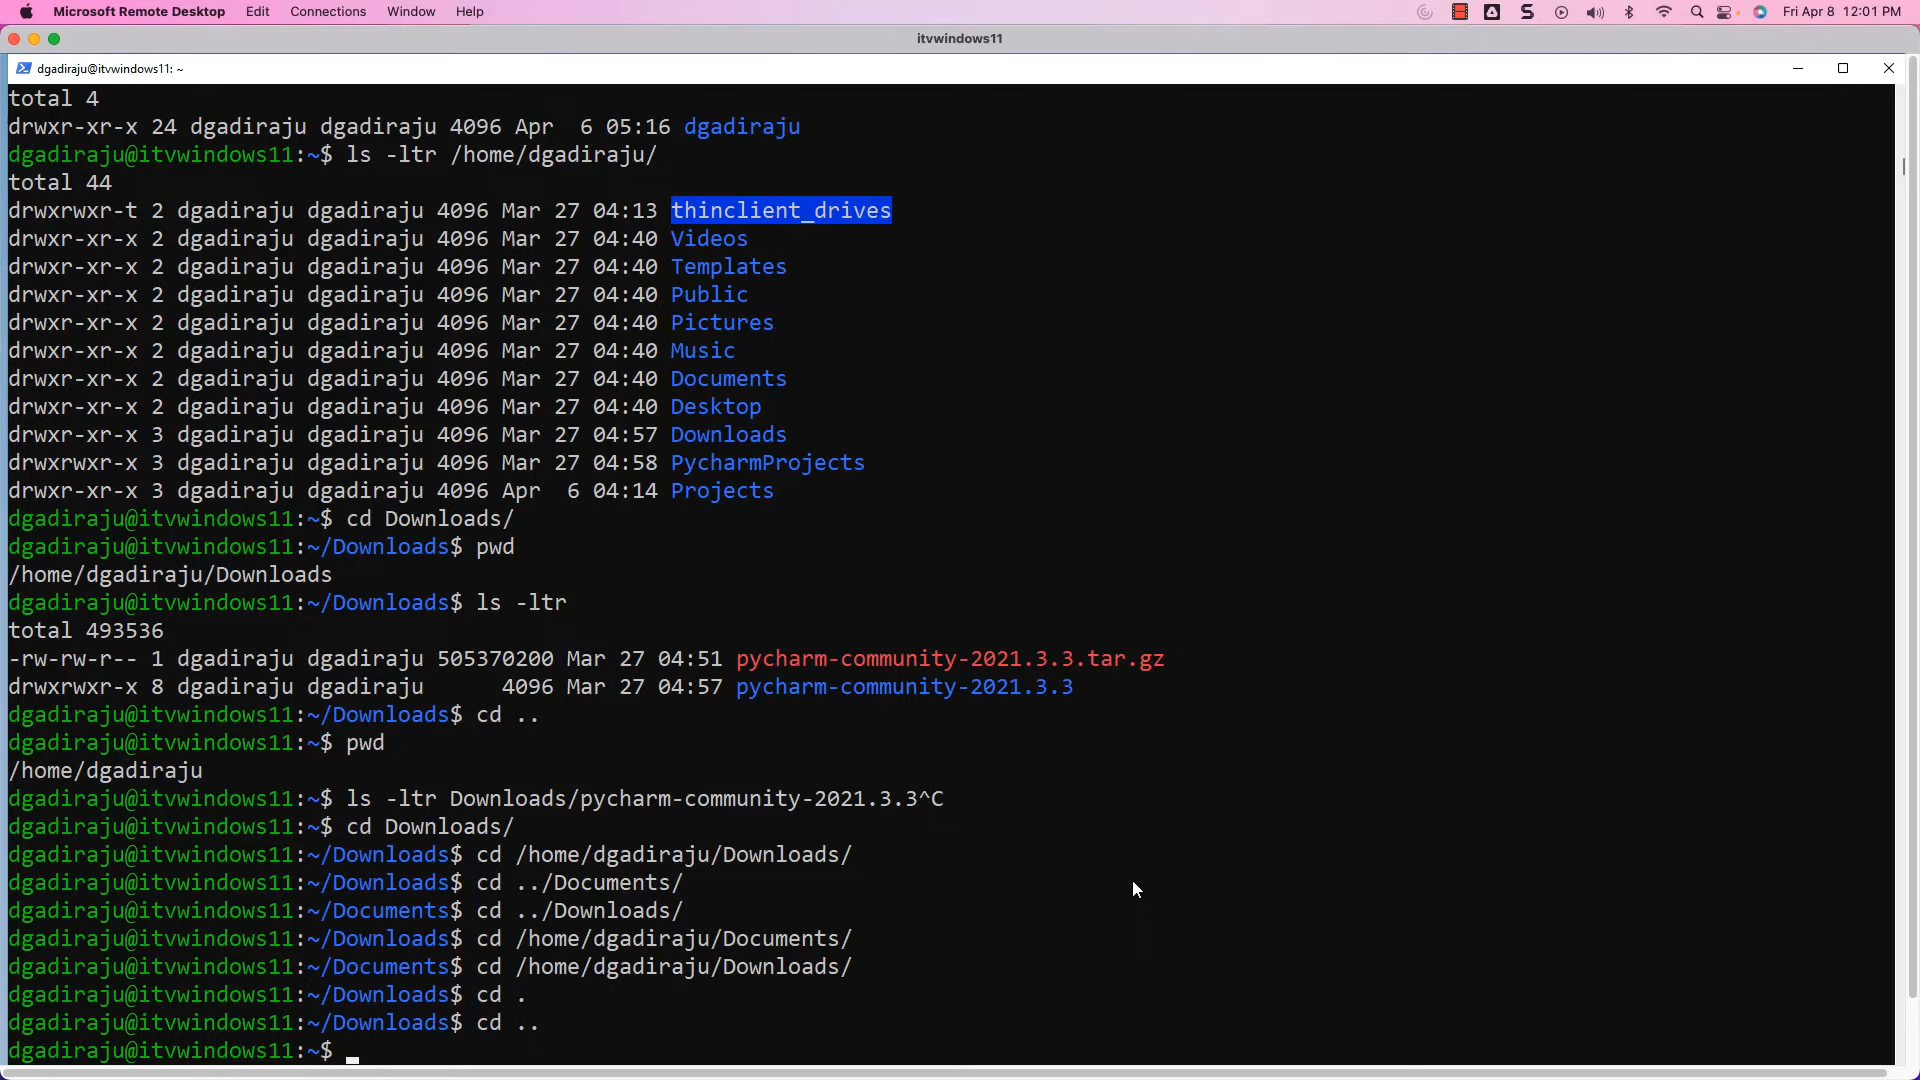 Microsoft Remote Desktop Edit Connections Window Help Fri Apr 8 12:01 PM
itvwindows11
dgadiraju@itvwindows11: ~
total 4
drwxr-xr-x 24 dgadiraju dgadiraju 4096 Apr  6 05:16 dgadiraju
dgadiraju@itvwindows11:~$ ls -ltr /home/dgadiraju/
total 44
drwxrwxr-t 2 dgadiraju dgadiraju 4096 Mar 27 04:13 thinclient_drives
drwxr-xr-x 2 dgadiraju dgadiraju 4096 Mar 27 04:40 Videos
drwxr-xr-x 2 dgadiraju dgadiraju 4096 Mar 27 04:40 Templates
drwxr-xr-x 2 dgadiraju dgadiraju 4096 Mar 27 04:40 Public
drwxr-xr-x 2 dgadiraju dgadiraju 4096 Mar 27 04:40 Pictures
drwxr-xr-x 2 dgadiraju dgadiraju 4096 Mar 27 04:40 Music
drwxr-xr-x 2 dgadiraju dgadiraju 4096 Mar 27 04:40 Documents
drwxr-xr-x 2 dgadiraju dgadiraju 4096 Mar 27 04:40 Desktop
drwxr-xr-x 3 dgadiraju dgadiraju 4096 Mar 27 04:57 Downloads
drwxrwxr-x 3 dgadiraju dgadiraju 4096 Mar 27 04:58 PycharmProjects
drwxr-xr-x 3 dgadiraju dgadiraju 4096 Apr  6 04:14 Projects
dgadiraju@itvwindows11:~$ cd Downloads/
dgadiraju@itvwindows11:~/Downloads$ pwd
/home/dgadiraju/Downloads
dgadiraju@itvwindows11:~/Downloads$ ls -ltr
total 493536
-rw-rw-r-- 1 dgadiraju dgadiraju 505370200 Mar 27 04:51 pycharm-community-2021.3.3.tar.gz
drwxrwxr-x 8 dgadiraju dgadiraju      4096 Mar 27 04:57 pycharm-community-2021.3.3
dgadiraju@itvwindows11:~/Downloads$ cd ..
dgadiraju@itvwindows11:~$ pwd
/home/dgadiraju
dgadiraju@itvwindows11:~$ ls -ltr Downloads/pycharm-community-2021.3.3^C
dgadiraju@itvwindows11:~$ cd Downloads/
dgadiraju@itvwindows11:~/Downloads$ cd /home/dgadiraju/Downloads/
dgadiraju@itvwindows11:~/Downloads$ cd ../Documents/
dgadiraju@itvwindows11:~/Documents$ cd ../Downloads/
dgadiraju@itvwindows11:~/Downloads$ cd /home/dgadiraju/Documents/
dgadiraju@itvwindows11:~/Documents$ cd /home/dgadiraju/Downloads/
dgadiraju@itvwindows11:~/Downloads$ cd .
dgadiraju@itvwindows11:~/Downloads$ cd ..
dgadiraju@itvwindows11:~$